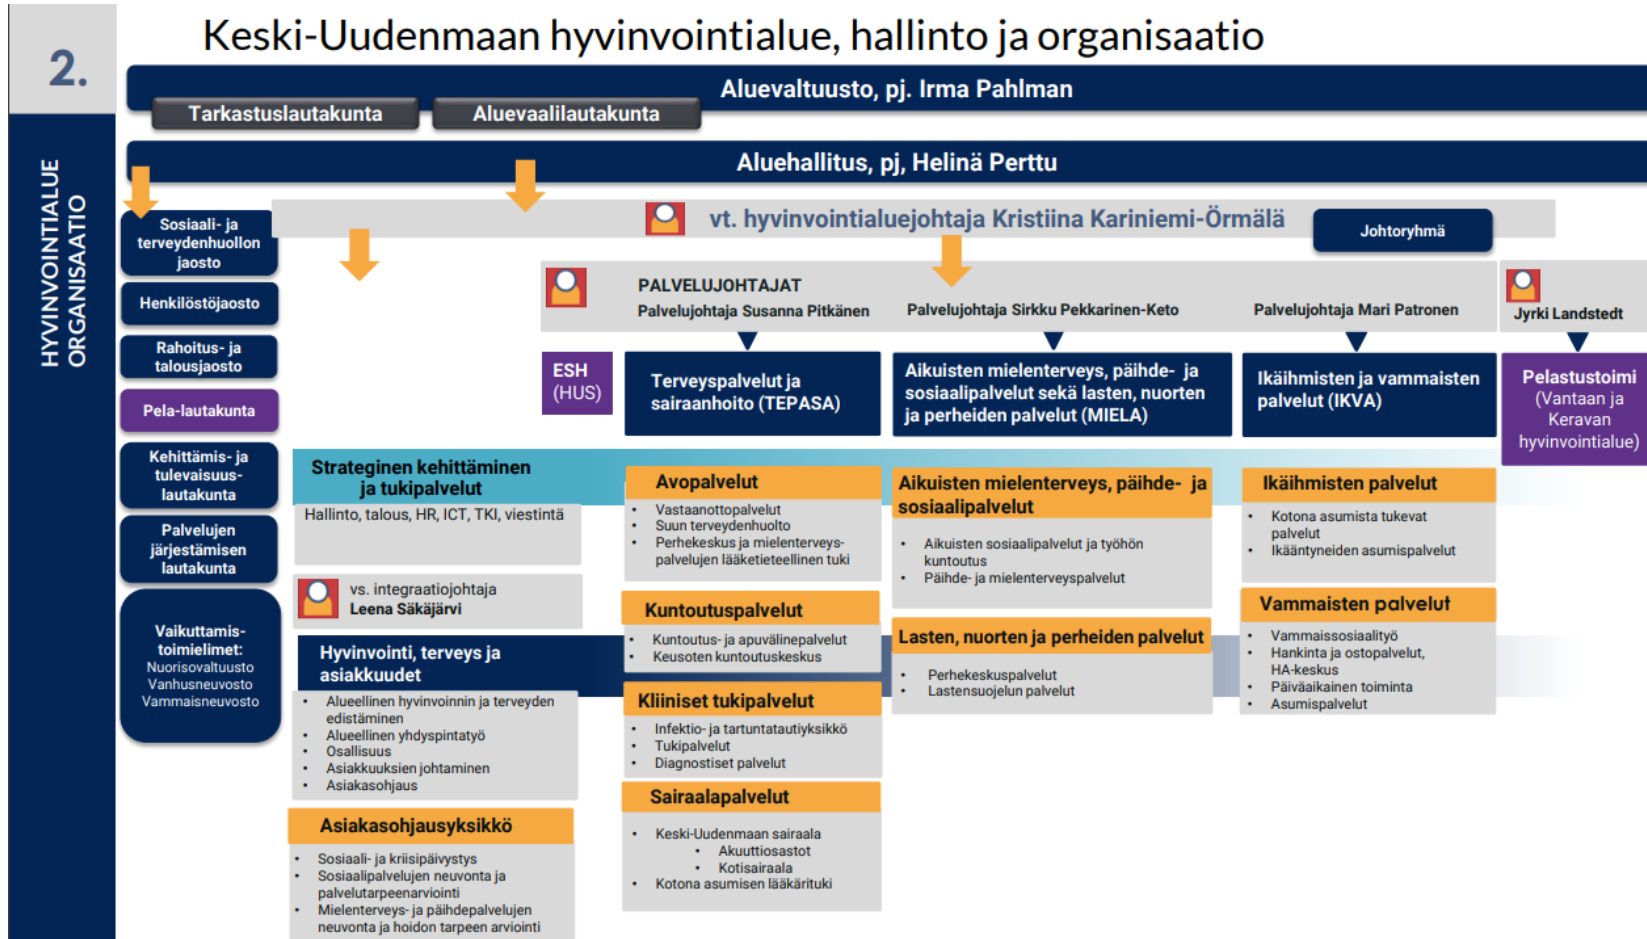 2.
Keski-Uudenmaan hyvinvointialue, hallinto ja organisaatio
HYVINVOINTIALUE
ORGANISAATIO
Aluevaltuusto, pj. Irma Pahlman
Tarkastuslautakunta
Aluevaalilautakunta
Aluehallitus, pj, Helinä Perttu
vt. hyvinvointialuejohtaja Kristiina Kariniemi-Örmälä
Johtoryhmä
Sosiaali- ja
terveydenhuollon
jaosto
Henkilöstöjaosto
Rahoitus- ja
talousjaosto
Pela-lautakunta
Kehittämis- ja
tulevaisuus-
lautakunta
Palvelujen
järjestämisen
lautakunta
Vaikuttamis-
toimielimet:
Nuorisovaltuusto
Vanhusneuvosto
Vammaisneuvosto
PALVELUJOHTAJAT
Palvelujohtaja Susanna Pitkänen
Palvelujohtaja Sirkku Pekkarinen-Keto
Palvelujohtaja Mari Patronen
Jyrki Landstedt
ESH
(HUS)
Terveyspalvelut ja
sairaanhoito (TEPASA)
Aikuisten mielenterveys, päihde- ja
sosiaalipalvelut sekä lasten, nuorten
ja perheiden palvelut (MIELA)
Ikäihmisten ja vammaisten
palvelut (IKVA)
Pelastustoimi
(Vantaan ja
Keravan
hyvinvointialue)
Strateginen kehittäminen
ja tukipalvelut
Hallinto, talous, HR, ICT, TKI, viestintä
vs. integraatiojohtaja
Leena Säkäjärvi
Hyvinvointi, terveys ja
asiakkuudet
• Alueellinen hyvinvoinnin ja terveyden
edistäminen
• Alueellinen yhdyspintatyö
• Osallisuus
• Asiakkuuksien johtaminen
• Asiakasohjaus
Asiakasohjausyksikkö
• Sosiaali- ja kriisipäivystys
• Sosiaalipalvelujen neuvonta ja
palvelutarpeenarviointi
• Mielenterveys- ja päihdepalvelujen
neuvonta ja hoidon tarpeen arviointi
Avopalvelut
• Vastaanottopalvelut
• Suun terveydenhuolto
• Perhekeskus ja mielenterveys-
palvelujen lääketieteellinen tuki
Kuntoutuspalvelut
• Kuntoutus- ja apuvälinepalvelut
• Keusoten kuntoutuskeskus
Kliiniset tukipalvelut
• Infektio- ja tartuntatautiyksikkö
• Tukipalvelut
• Diagnostiset palvelut
Sairaalapalvelut
• Keski-Uudenmaan sairaala
• Akuuttiosastot
• Kotisairaala
• Kotona asumisen lääkärituki
Aikuisten mielenterveys, päihde- ja
sosiaalipalvelut
• Aikuisten sosiaalipalvelut ja työhön
kuntoutus
• Päihde- ja mielenterveyspalvelut
Lasten, nuorten ja perheiden palvelut
• Perhekeskuspalvelut
• Lastensuojelun palvelut
Ikäihmisten palvelut
• Kotona asumista tukevat
palvelut
• Ikääntyneiden asumispalvelut
Vammaisten palvelut
• Vammaissosiaalityö
• Hankinta ja ostopalvelut,
HA-keskus
• Päiväaikainen toiminta
• Asumispalvelut